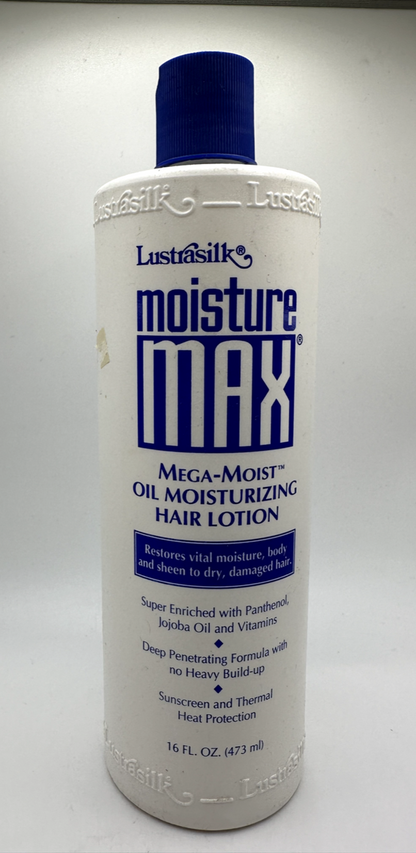 Lustrasilk — Lustrasilk
Lustrasilk®
moisture
MAX®
MEGA-MOIST™
OIL MOISTURIZING
HAIR LOTION
Restores vital moisture, body
and sheen to dry, damaged hair.
Super Enriched with Panthenol,
Jojoba Oil and Vitamins
Deep Penetrating Formula with
no Heavy Build-up
Sunscreen and Thermal
Heat Protection
16 FL. OZ. (473 ml)
Lustrasilk — Lustrasilk